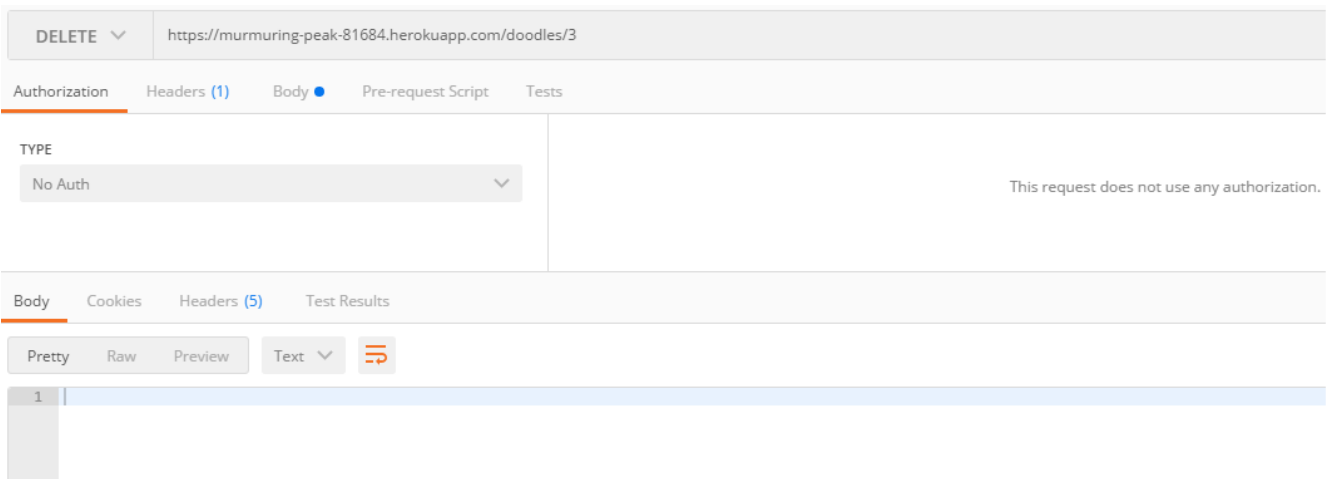 DELETE https://murmuring-peak-81684.herokuapp.com/doodles/3
Authorization Headers (1) Body Pre-request Script Tests
TYPE
No Auth
This request does not use any authorization.
Body Cookies Headers (5) Test Results
Pretty Raw Preview Text
1